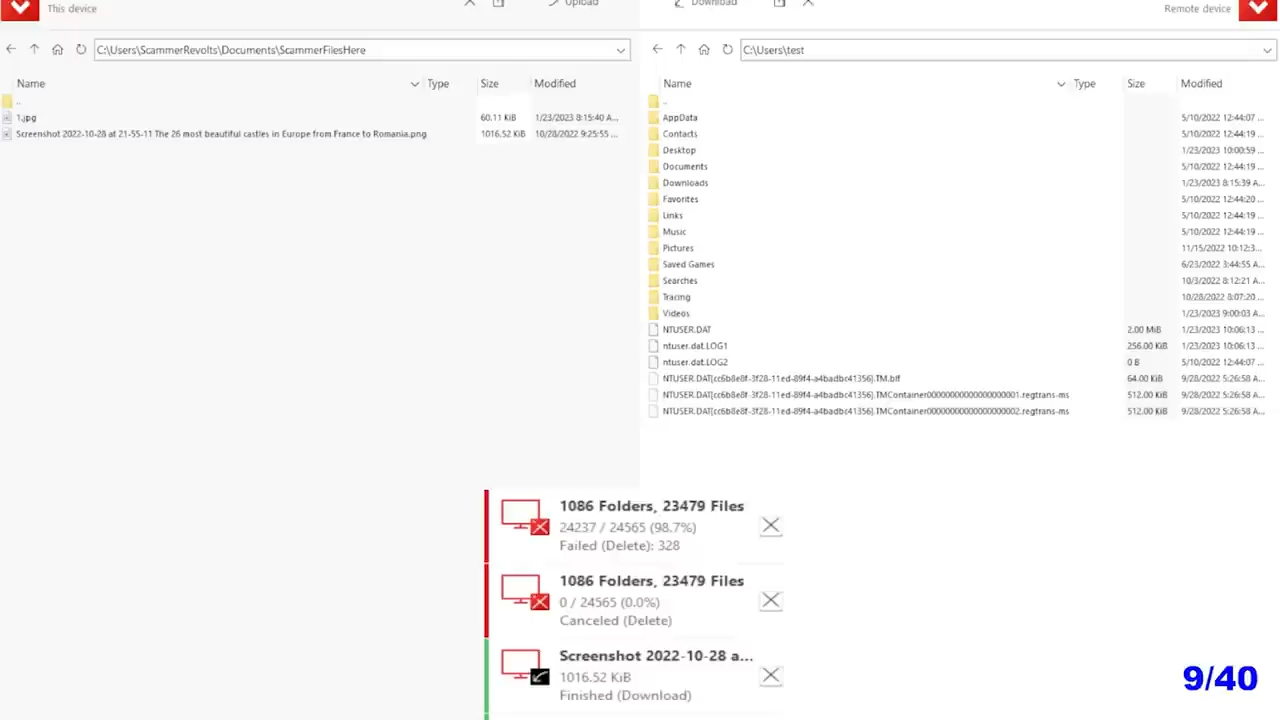 This device
Upload
Download
Remote device
C:\Users\ScammerRevolts\Documents\ScammerFilesHere
C:\Users\test
Name Type Size Modified
..
1.jpg 60.11 KiB 1/23/2023 8:15:40 A...
Screenshot 2022-10-28 at 21-55-11 The 26 most beautiful castles in Europe from France to Romania.png 1016.52 KiB 10/28/2022 9:25:55 ...
Name Type Size Modified
..
AppData 5/10/2022 12:44:07 ...
Contacts 5/10/2022 12:44:19 ...
Desktop 1/23/2023 10:00:59 ...
Documents 5/10/2022 12:44:19 ...
Downloads 1/23/2023 8:15:39 A...
Favorites 5/10/2022 12:44:20 ...
Links 5/10/2022 12:44:19 ...
Music 5/10/2022 12:44:19 ...
Pictures 11/15/2022 10:12:3...
Saved Games 6/23/2022 3:44:55 A...
Searches 10/3/2022 8:12:21 A...
Tracing 10/28/2022 8:07:20 ...
Videos 1/23/2023 9:00:03 A...
NTUSER.DAT 2.00 MiB 1/23/2023 10:06:13 ...
ntuser.dat.LOG1 256.00 KiB 1/23/2023 10:06:13 ...
ntuser.dat.LOG2 0 B 5/10/2022 12:44:07 ...
NTUSER.DAT{cc6b8e8f-3f28-11ed-89f4-a4badbc41356}.TM.blf 64.00 KiB 9/28/2022 5:26:58 A...
NTUSER.DAT{cc6b8e8f-3f28-11ed-89f4-a4badbc41356}.TMContainer00000000000000000001.regtrans-ms 512.00 KiB 9/28/2022 5:26:58 A...
NTUSER.DAT{cc6b8e8f-3f28-11ed-89f4-a4badbc41356}.TMContainer00000000000000000002.regtrans-ms 512.00 KiB 9/28/2022 5:26:58 A...
1086 Folders, 23479 Files
24237 / 24565 (98.7%)
Failed (Delete): 328
1086 Folders, 23479 Files
0 / 24565 (0.0%)
Canceled (Delete)
Screenshot 2022-10-28 a...
1016.52 KiB
Finished (Download)
9/40